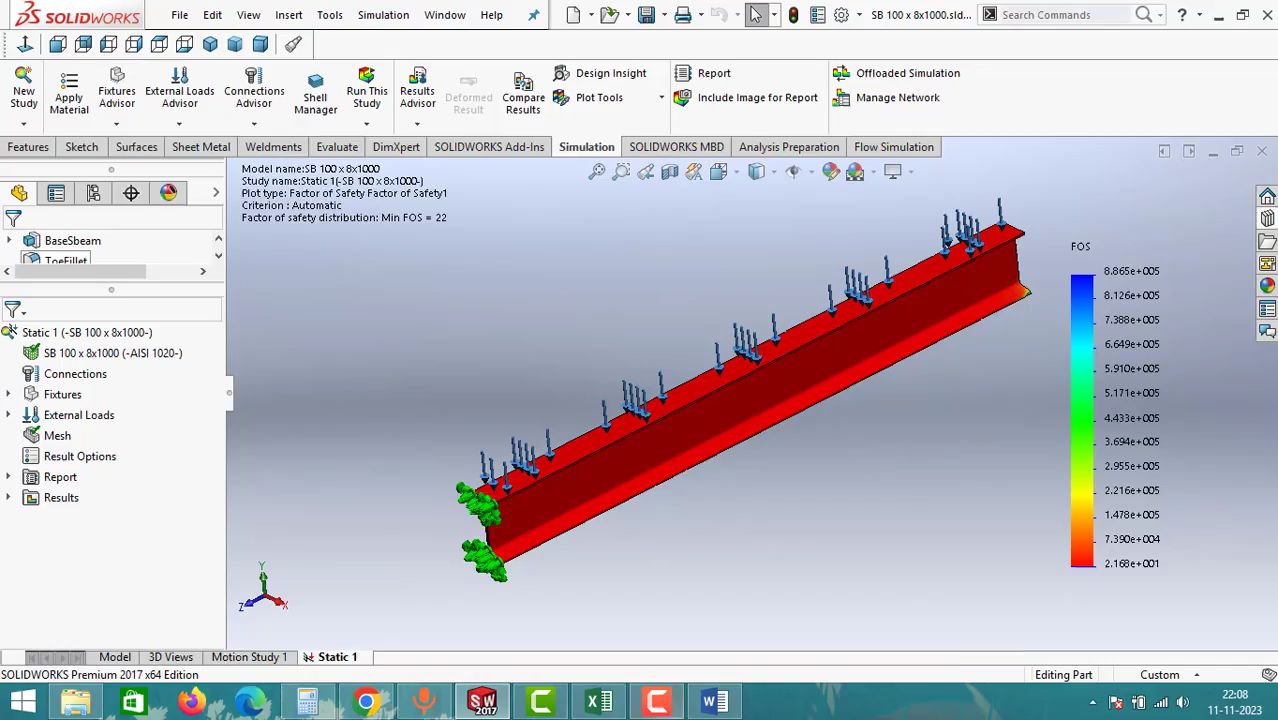 SOLIDWORKS
File Edit View Insert Tools Simulation Window Help
SB 100 x 8x1000.sld...
Search Commands
New Study
Apply Material
Fixtures Advisor
External Loads Advisor
Connections Advisor
Shell Manager
Run This Study
Results Advisor
Deformed Result
Compare Results
Design Insight
Plot Tools
Report
Include Image for Report
Offloaded Simulation
Manage Network
Features Sketch Surfaces Sheet Metal Weldments Evaluate DimXpert SOLIDWORKS Add-Ins Simulation SOLIDWORKS MBD Analysis Preparation Flow Simulation
Model name:SB 100 x 8x1000
Study name:Static 1(-SB 100 x 8x1000-)
Plot type: Factor of Safety Factor of Safety1
Criterion : Automatic
Factor of safety distribution: Min FOS = 22
BaseSbeam
ToeFillet
Static 1 (-SB 100 x 8x1000-)
SB 100 x 8x1000 (-AISI 1020-)
Connections
Fixtures
External Loads
Mesh
Result Options
Report
Results
FOS
8.865e+005
8.126e+005
7.388e+005
6.649e+005
5.910e+005
5.171e+005
4.433e+005
3.694e+005
2.955e+005
2.216e+005
1.478e+005
7.390e+004
2.168e+001
Y
Z
X
Model 3D Views Motion Study 1 Static 1
SOLIDWORKS Premium 2017 x64 Edition
Editing Part
Custom
SW
2017
22:08
11-11-2023